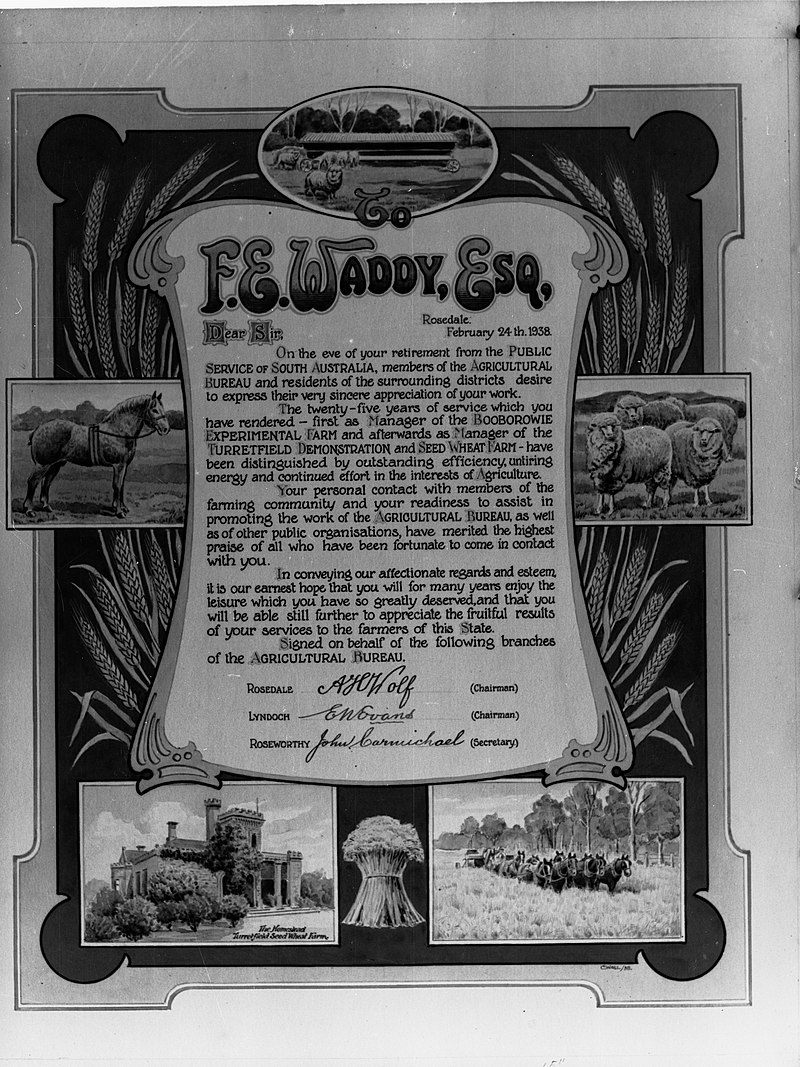 To
F.E. WADDY, ESQ,
Dear Sir,
Rosedale.
February 24th. 1938.
On the eve of your retirement from the PUBLIC
SERVICE OF SOUTH AUSTRALIA, members of the AGRICULTURAL
BUREAU and residents of the surrounding districts desire
to express their very sincere appreciation of your work.
The twenty-five years of service which you
have rendered – first as Manager of the BOOBOROWIE
EXPERIMENTAL FARM and afterwards as Manager of the
TURRETFIELD DEMONSTRATION, and SEED WHEAT FARM - have
been distinguished by outstanding efficiency, untiring
energy and continued effort in the interests of Agriculture.
Your personal contact with members of the
farming community and your readiness to assist in
promoting the work of the AGRICULTURAL BUREAU, as well
as of other public organisations, have merited the highest
praise of all who have been fortunate to come in contact
with you.
In conveying our affectionate regards and esteem,
it is our earnest hope that you will for many years enjoy the
leisure which you have so greatly deserved, and that you
will be able still further to appreciate the fruitful results
of your services to the farmers of this State.
Signed on behalf of the following branches
of the AGRICULTURAL BUREAU.
ROSEDALE A H Wolf (Chairman)
LYNDOCH E W Evans (Chairman)
ROSEWORTHY John Carmichael (Secretary)
The Homestead
Turretfield Seed Wheat Farm.